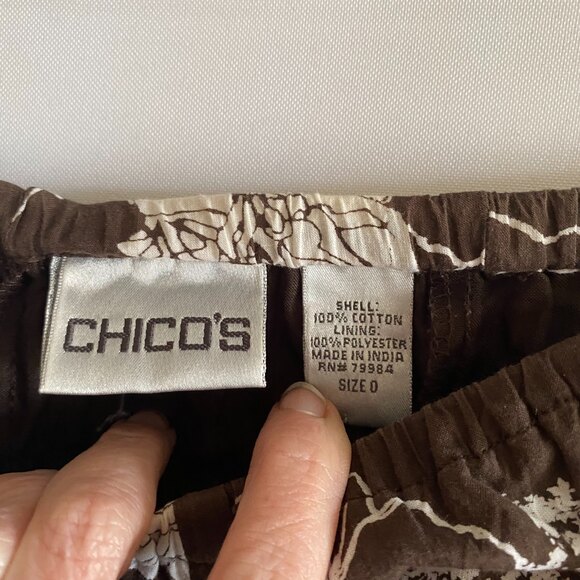 CHICO'S
SHELL:
100% COTTON
LINING:
100% POLYESTER
MADE IN INDIA
RN# 79984
SIZE 0